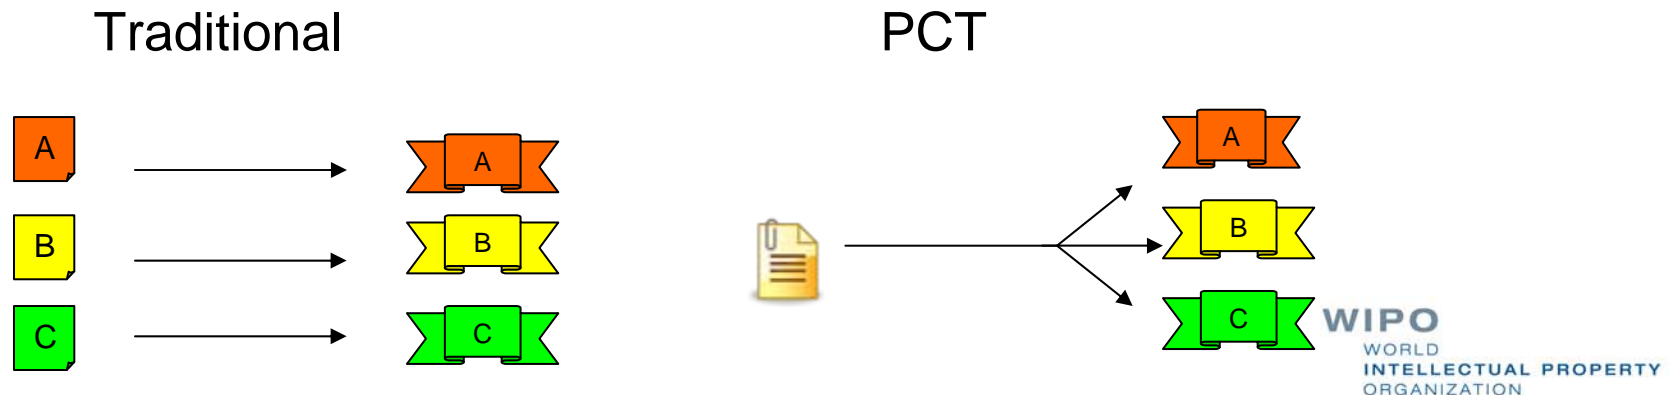 Traditional
PCT
A
A
B
B
C
C
A
B
C
WIPO
WORLD
INTELLECTUAL PROPERTY
ORGANIZATION